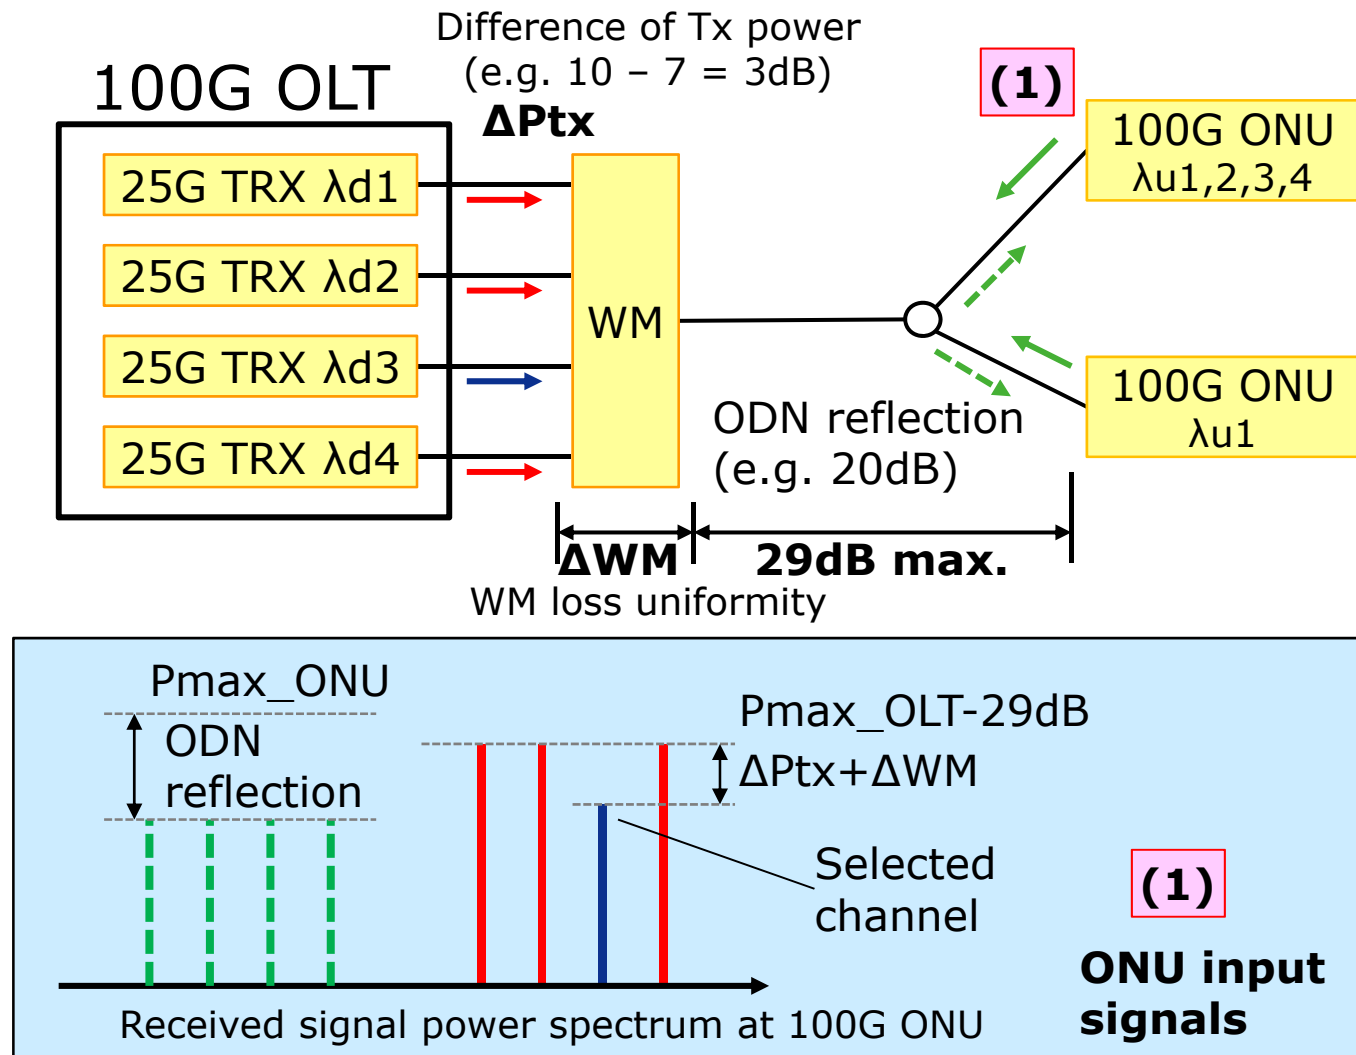 Difference of Tx power
(e.g. 10 – 7 = 3dB)
ΔPtx
(1)
100G OLT
25G TRX λd1
25G TRX λd2
25G TRX λd3
25G TRX λd4
WM
100G ONU
λu1,2,3,4
100G ONU
λu1
ODN reflection
(e.g. 20dB)
ΔWM
29dB max.
WM loss uniformity
Pmax_ONU
ODN
reflection
Pmax_OLT-29dB
ΔPtx+ΔWM
Selected
channel
(1)
ONU input
signals
Received signal power spectrum at 100G ONU